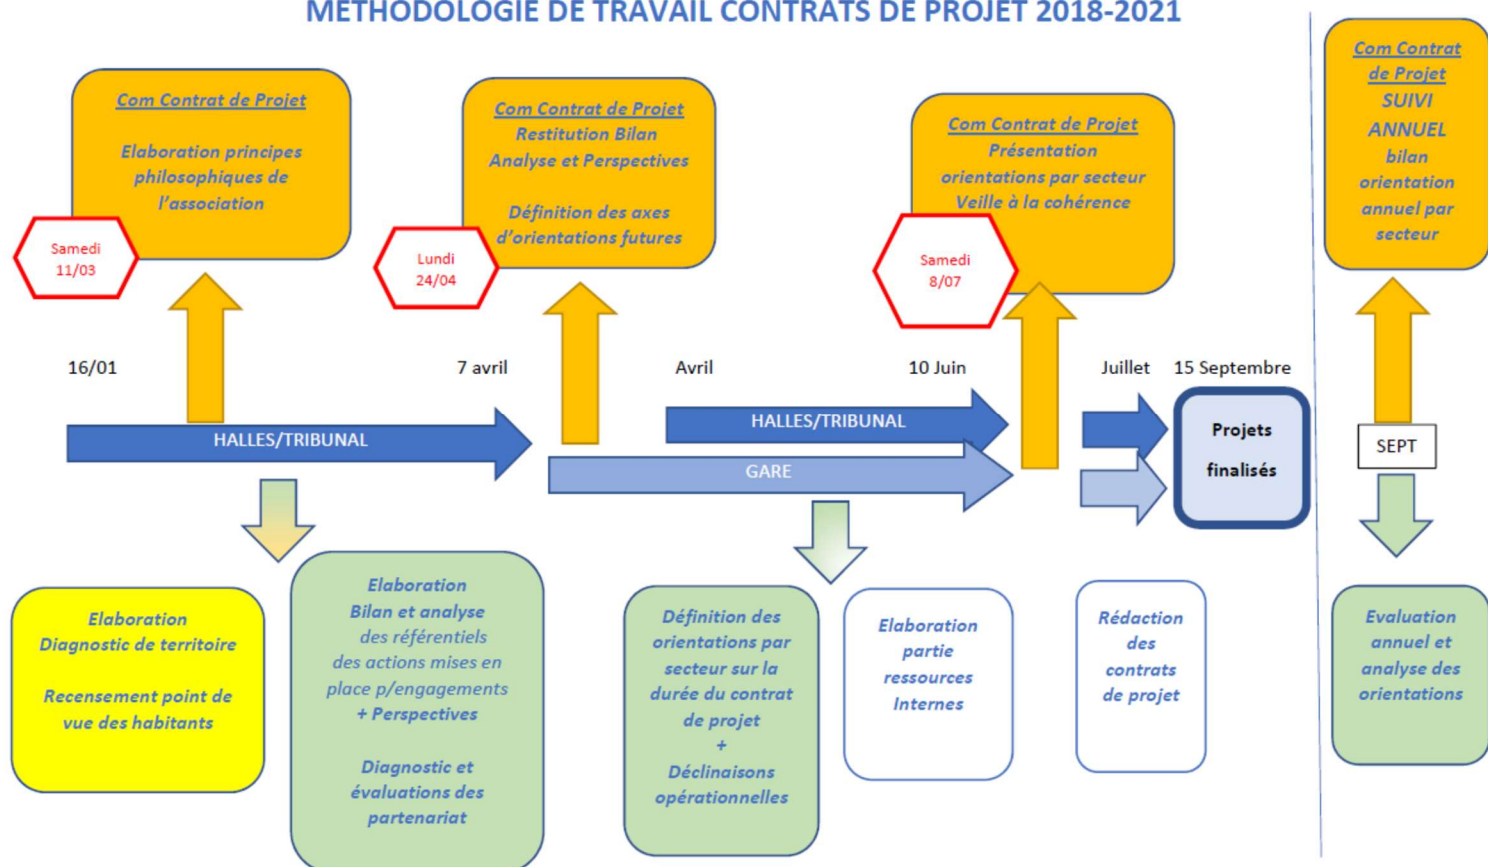 METHODOLOGIE DE TRAVAIL CONTRATS DE PROJET 2018-2021
Com Contrat de Projet
Elaboration principes
philosophiques de
l’association
Samedi
11/03
Com Contrat de Projet
Restitution Bilan
Analyse et Perspectives
Définition des axes
d’orientations futures
Lundi
24/04
Com Contrat de Projet
Présentation
orientations par secteur
Veille à la cohérence
Samedi
8/07
Com Contrat
de Projet
SUIVI
ANNUEL
bilan
orientation
annuel par
secteur
16/01
7 avril
Avril
10 Juin
Juillet
15 Septembre
HALLES/TRIBUNAL
HALLES/TRIBUNAL
GARE
Projets
finalisés
SEPT
Elaboration
Diagnostic de territoire
Recensement point de
vue des habitants
Elaboration
Bilan et analyse
des référentiels
des actions mises en
place p/engagements
+ Perspectives
Diagnostic et
évaluations des
partenariat
Définition des
orientations par
secteur sur la
durée du contrat
de projet
+
Déclinaisons
opérationnelles
Elaboration
partie
ressources
Internes
Rédaction
des
contrats
de projet
Evaluation
annuel et
analyse des
orientations